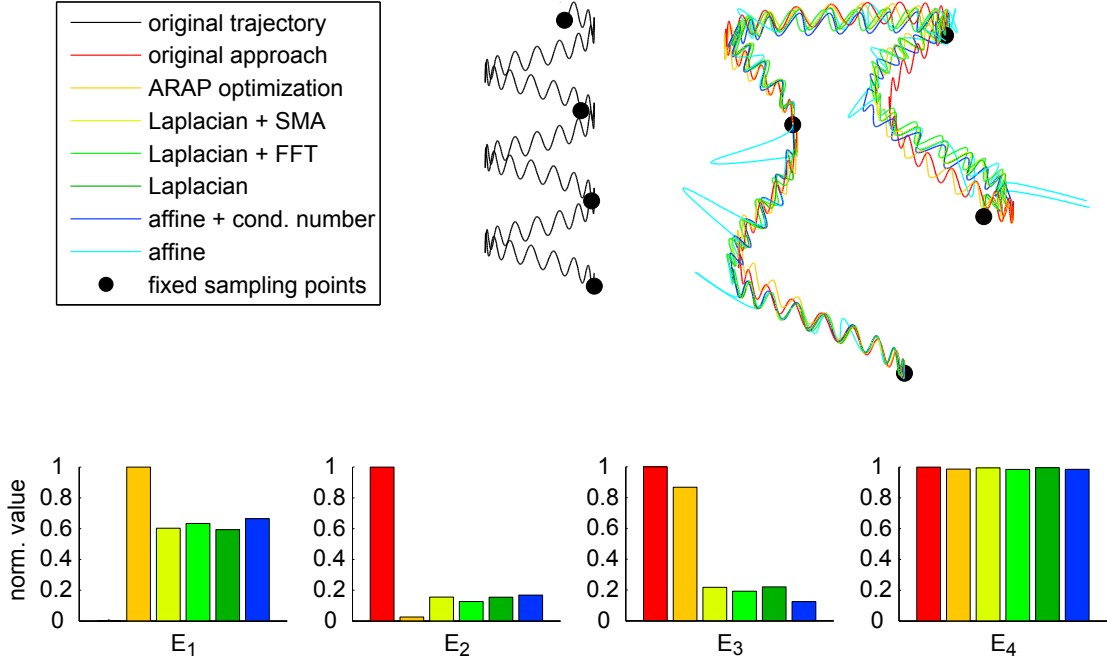 original trajectory
original approach
ARAP optimization
Laplacian + SMA
Laplacian + FFT
Laplacian
affine + cond. number
affine
fixed sampling points
norm. value
1
0.8
0.6
0.4
0.2
0
E1
1
0.8
0.6
0.4
0.2
0
E2
1
0.8
0.6
0.4
0.2
0
E3
1
0.8
0.6
0.4
0.2
0
E4